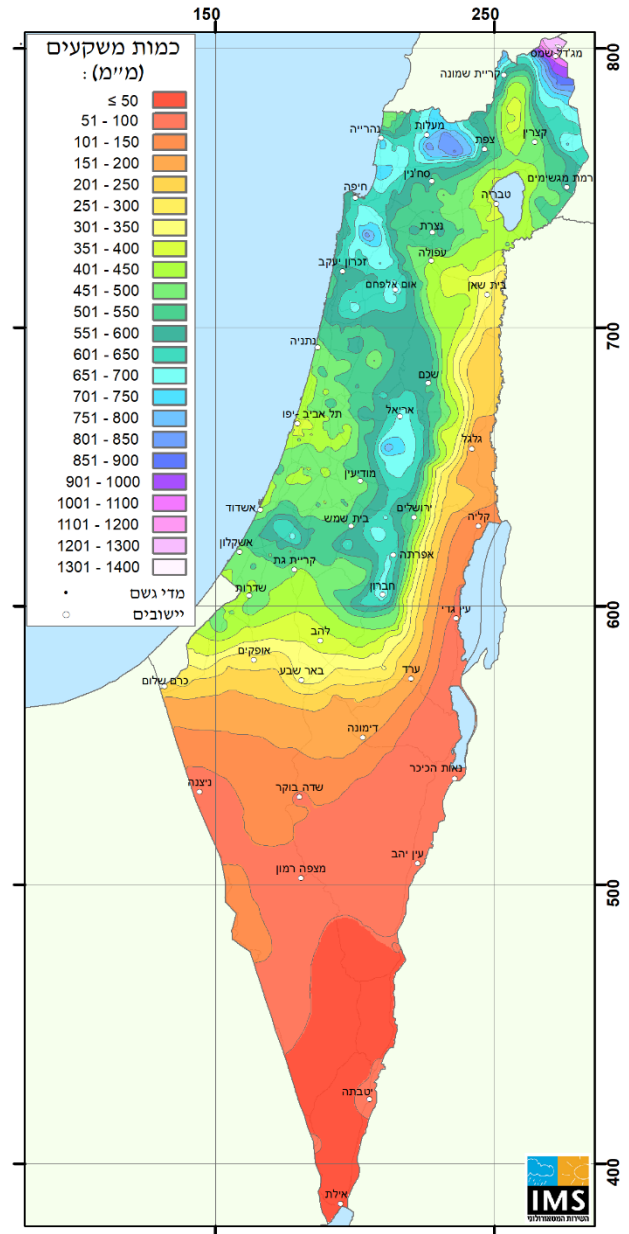 150
250
כמות משקעים
(מ״מ) :
≤ 50
51 - 100
101 - 150
151 - 200
201 - 250
251 - 300
301 - 350
351 - 400
401 - 450
451 - 500
501 - 550
551 - 600
601 - 650
651 - 700
701 - 750
751 - 800
801 - 850
851 - 900
901 - 1000
1001 - 1100
1101 - 1200
1201 - 1300
1301 - 1400
מדי גשם
יישובים
800
700
600
500
400
מג'דל שמס
קריית שמונה
נהרייה
מעלות
צפת
קצרין
סח'נין
רמת מגשימים
חיפה
טבריה
נצרת
עפולה
זכרון יעקב
אום אלפחם
בית שאן
נתניה
שכם
תל אביב -יפו
אריאל
גלגל
מודיעין
אשדוד
בית שמש
ירושלים
קליה
אשקלון
קריית גת
אפרתה
שדרות
חברון
עין גדי
להב
אופקים
באר שבע
ערד
כרם שלום
דימונה
ניצנה
שדה בוקר
נאות הכיכר
עין יהב
מצפה רמון
יטבתה
אילת
IMS
השירות המטאורולוגי